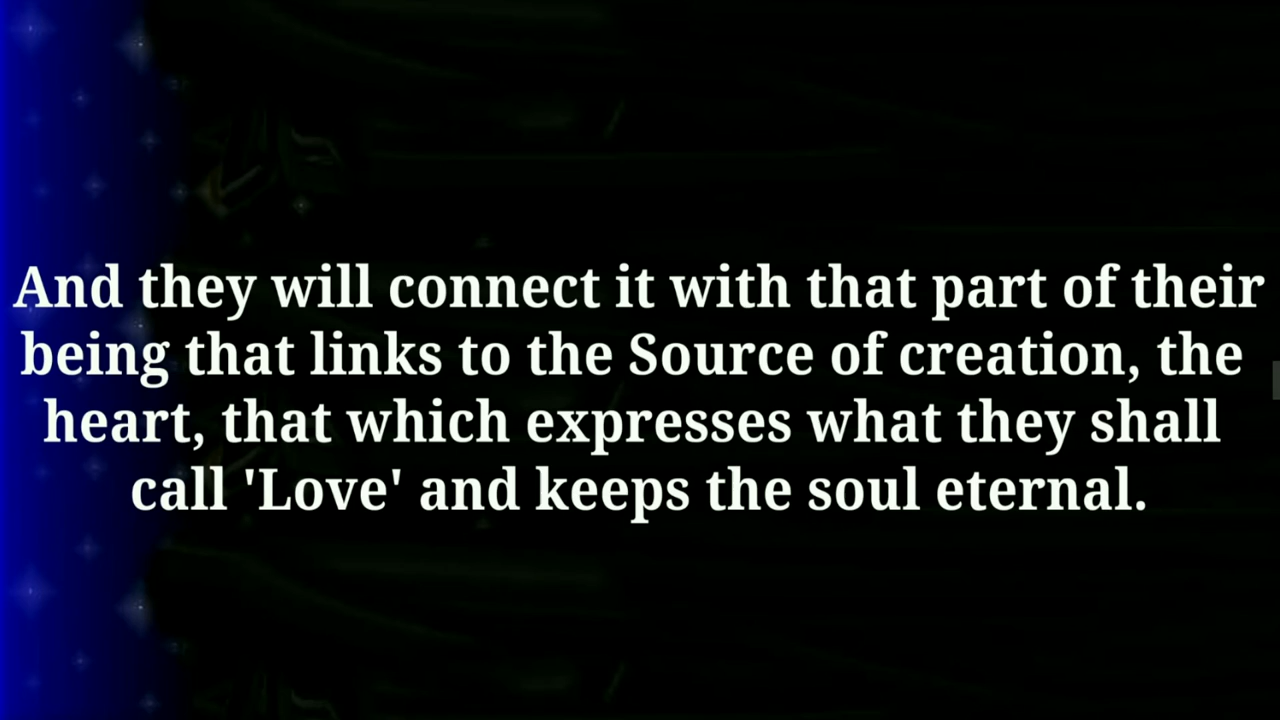 And they will connect it with that part of their
being that links to the Source of creation, the
heart, that which expresses what they shall
call 'Love' and keeps the soul eternal.